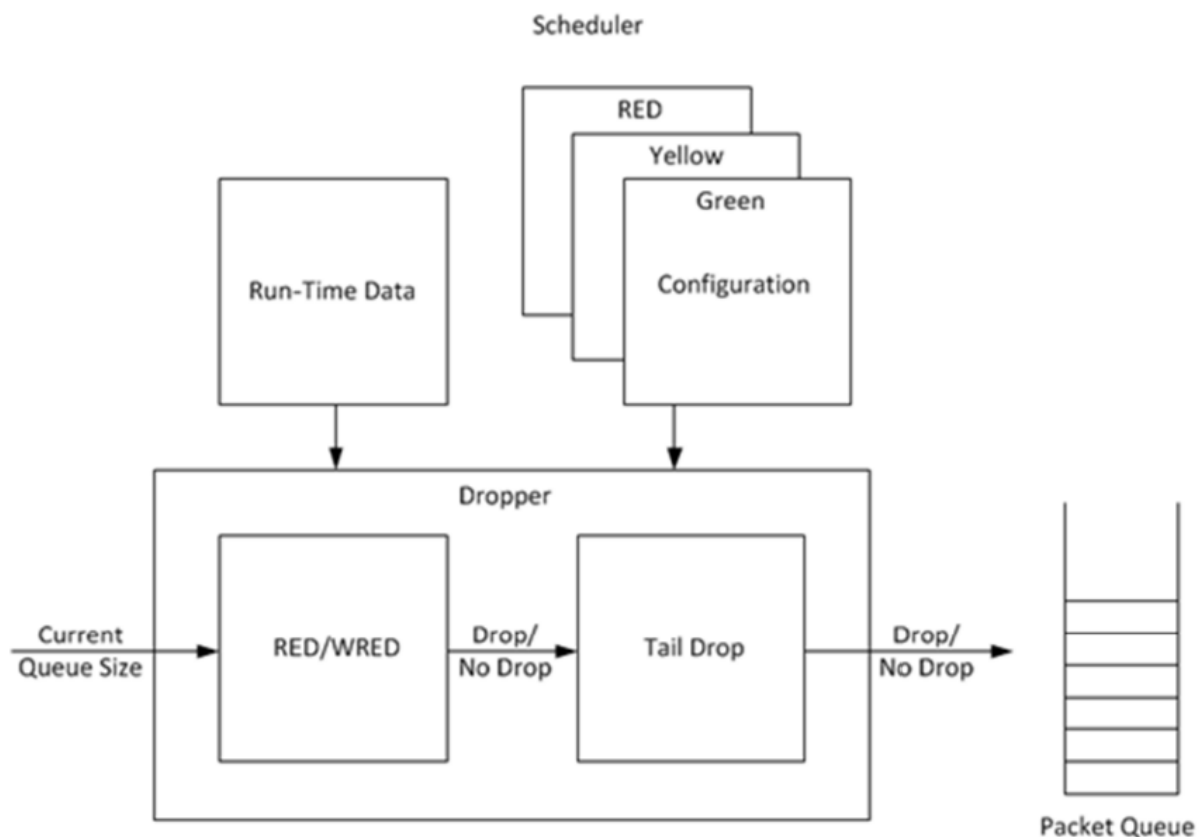 Scheduler
RED
Yellow
Green
Configuration
Run-Time Data
Dropper
Current
Queue Size
RED/WRED
Drop/
No Drop
Tail Drop
Drop/
No Drop
Packet Queue